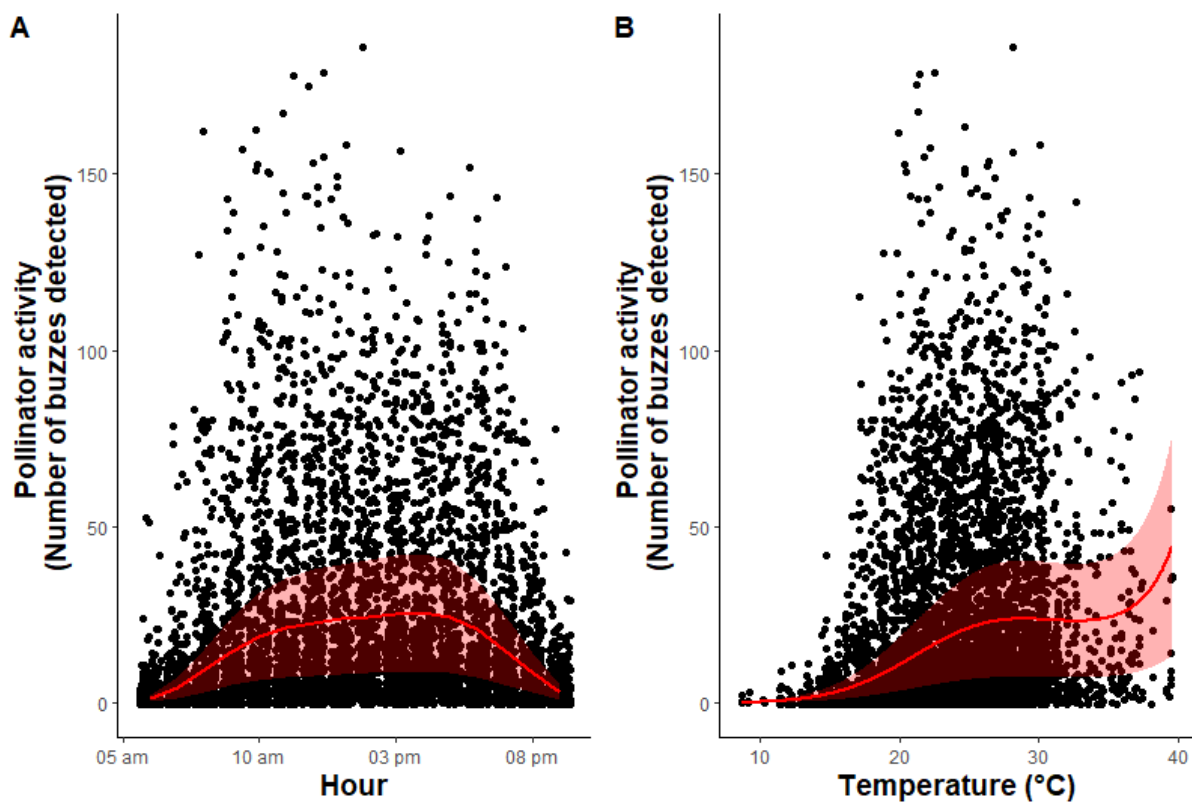 A
Pollinator activity
(Number of buzzes detected)
150
100
50
0
05 am 10 am 03 pm 08 pm
Hour
B
Pollinator activity
(Number of buzzes detected)
150
100
50
0
10 20 30 40
Temperature (°C)